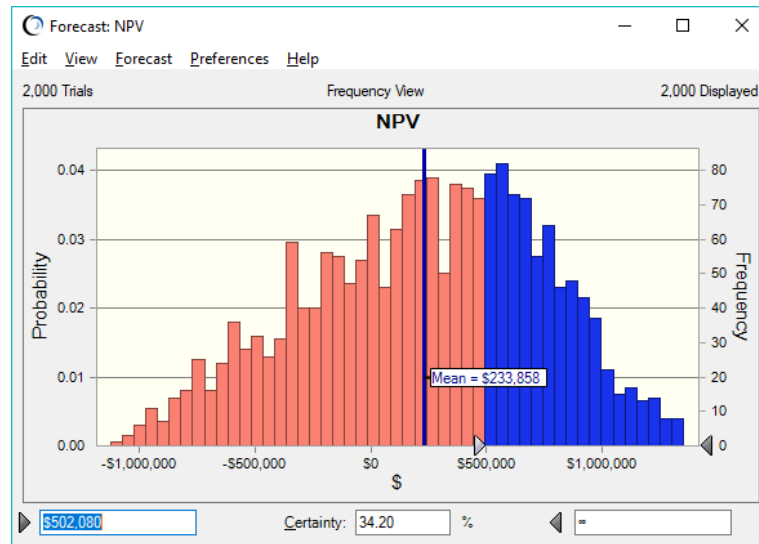 Forecast: NPV
Edit View Forecast Preferences Help
2,000 Trials Frequency View 2,000 Displayed
NPV
0.04 80
70
0.03 60
50
0.02 40
30
0.01 20
10
0.00 0
Probability
Frequency
Mean = $233,858
-$1,000,000 -$500,000 $0 $500,000 $1,000,000
$
$502,080 Certainty: 34.20 % ∞